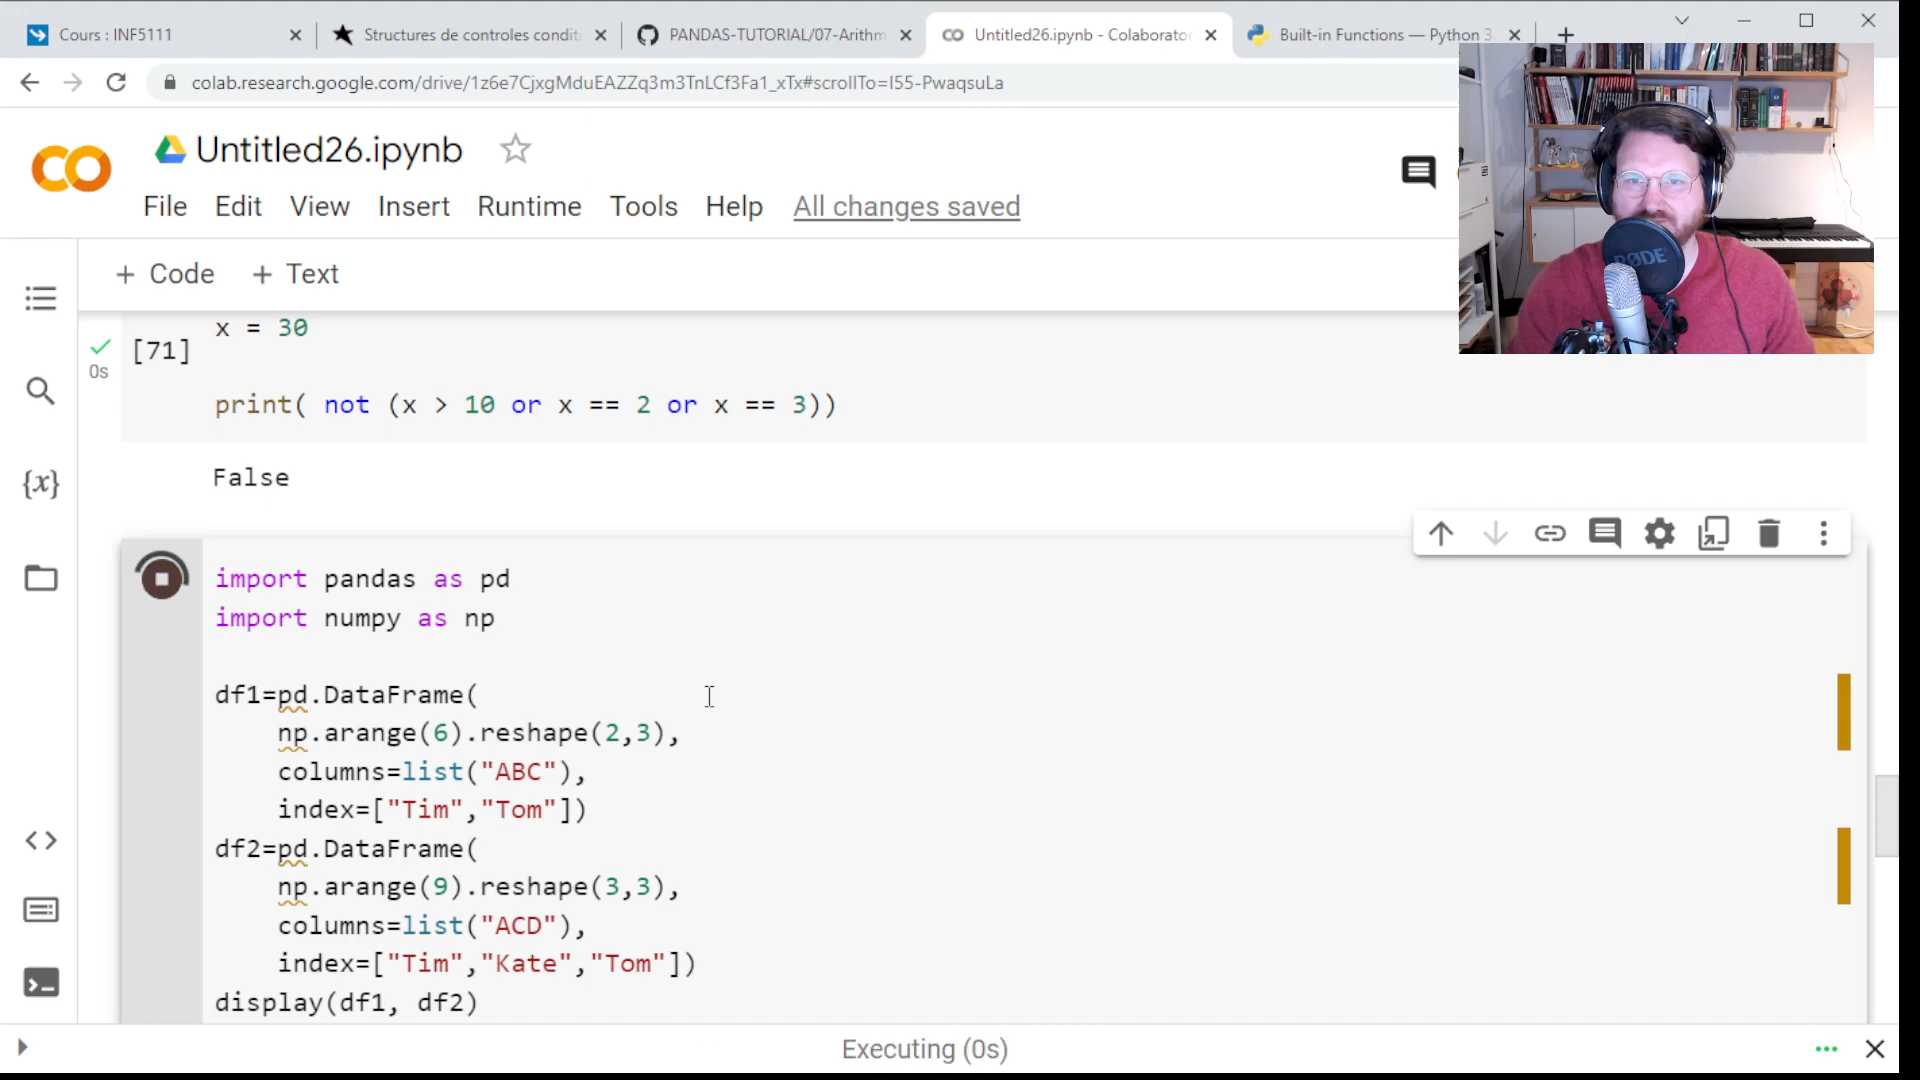 Cours : INF5111
Structures de controles condit
PANDAS-TUTORIAL/07-Arithm
Untitled26.ipynb - Colaborator
Built-in Functions — Python 3
colab.research.google.com/drive/1z6e7CjxgMduEAZZq3m3TnLCf3Fa1_xTx#scrollTo=I55-PwaqsuLa
CO
Untitled26.ipynb
File Edit View Insert Runtime Tools Help All changes saved
RØDE
+ Code + Text
x = 30
[71]
0s
print( not (x > 10 or x == 2 or x == 3))
False
{x}
import pandas as pd
import numpy as np
df1=pd.DataFrame(
np.arange(6).reshape(2,3),
columns=list("ABC"),
index=["Tim","Tom"])
df2=pd.DataFrame(
np.arange(9).reshape(3,3),
columns=list("ACD"),
index=["Tim","Kate","Tom"])
display(df1, df2)
Executing (0s)